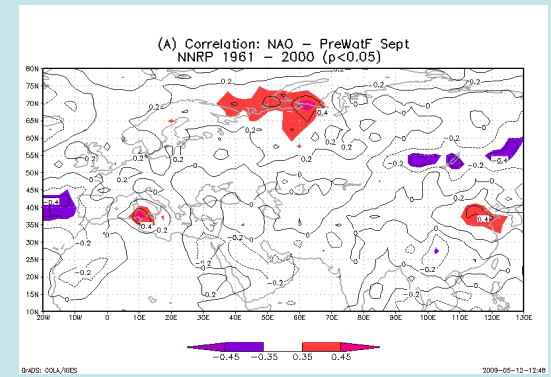 (A) Correlation: NAO - PreWatF Sept
NNRP 1961 - 2000 (p<0.05)
80N
75N
70N
65N
60N
55N
50N
45N
40N
35N
30N
25N
20N
15N
10N
20W 10W 0 10E 20E 30E 40E 50E 60E 70E 80E 90E 100E 110E 120E 130E
-0.45 -0.35 0.35 0.45
GrADS: COLA/IGES 2009-05-12-12:48